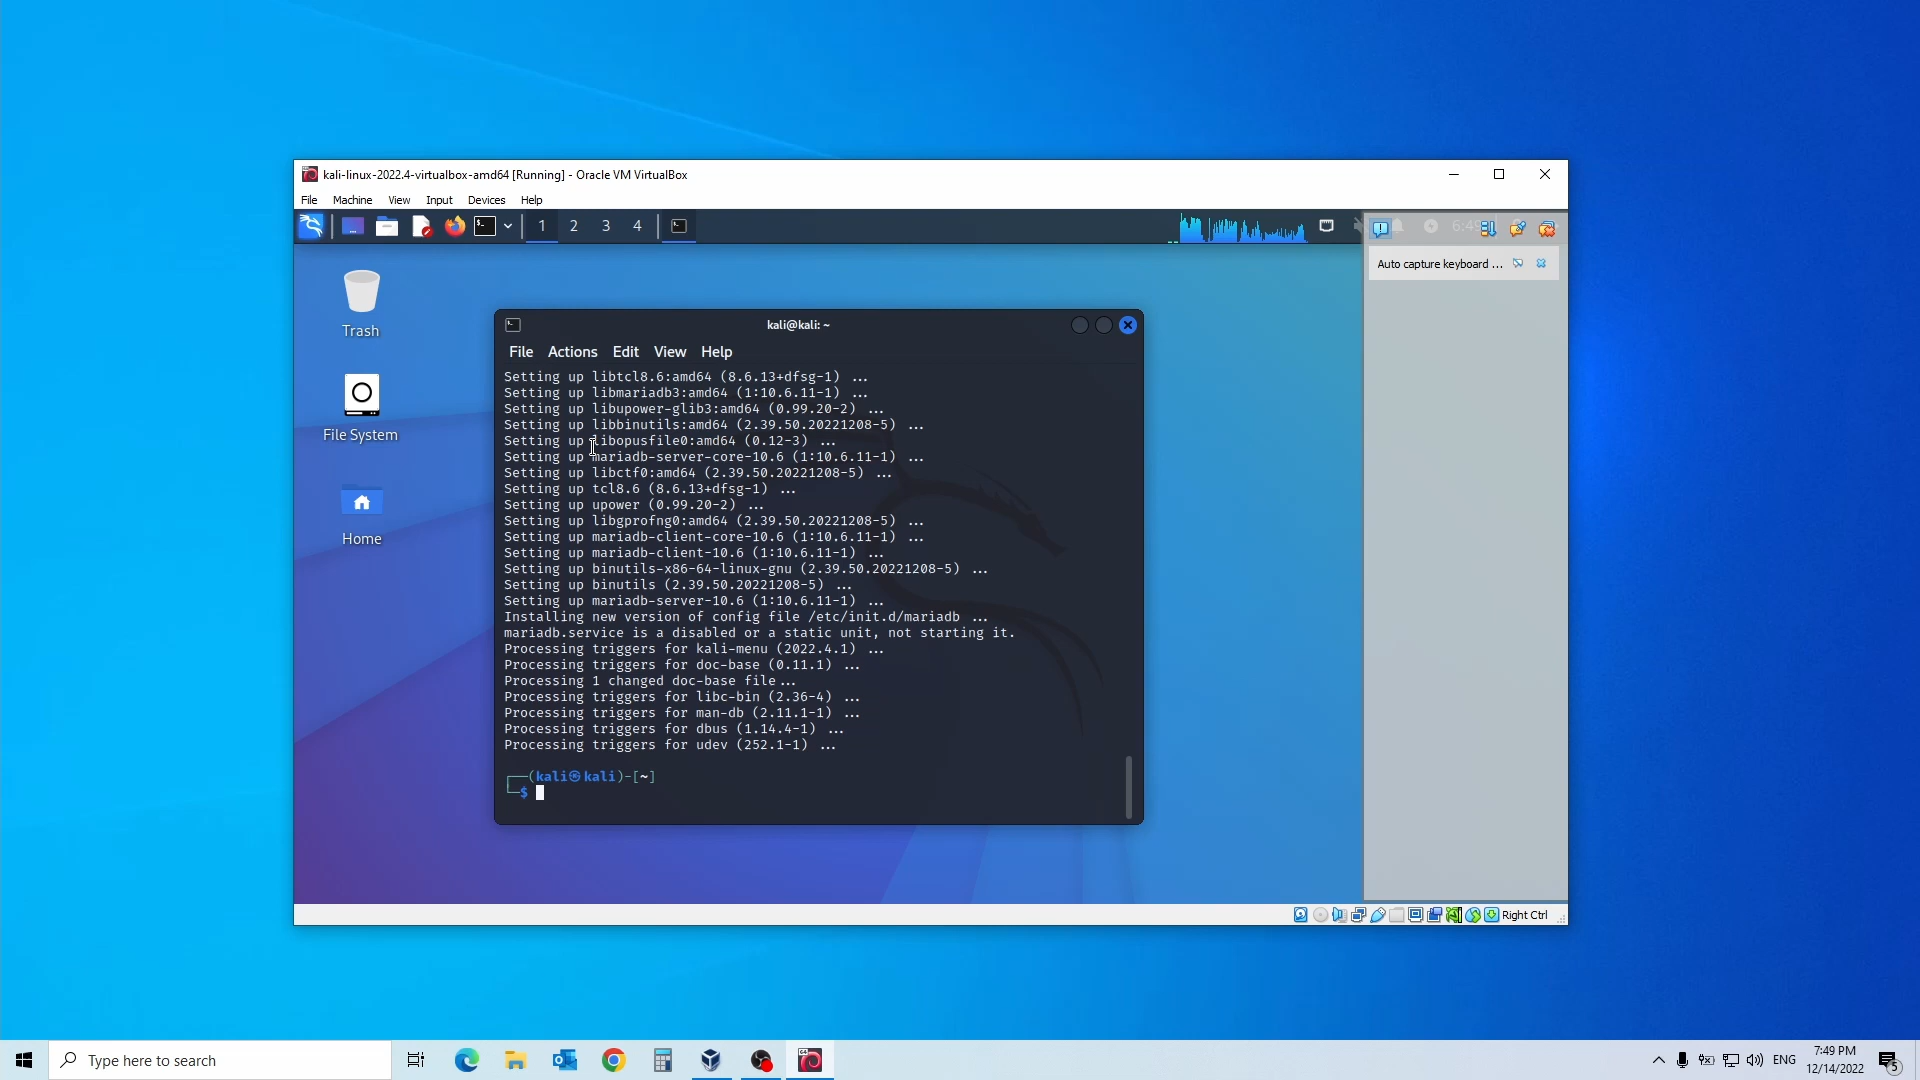 kali-linux-2022.4-virtualbox-amd64 [Running] - Oracle VM VirtualBox
File Machine View Input Devices Help
1 2 3 4
Auto capture keyboard ...
Trash
File System
Home
kali@kali: ~
File Actions Edit View Help
Setting up libtcl8.6:amd64 (8.6.13+dfsg-1) ...
Setting up libmariadb3:amd64 (1:10.6.11-1) ...
Setting up libupower-glib3:amd64 (0.99.20-2) ...
Setting up libbinutils:amd64 (2.39.50.20221208-5) ...
Setting up libopusfile0:amd64 (0.12-3) ...
Setting up mariadb-server-core-10.6 (1:10.6.11-1) ...
Setting up libctf0:amd64 (2.39.50.20221208-5) ...
Setting up tcl8.6 (8.6.13+dfsg-1) ...
Setting up upower (0.99.20-2) ...
Setting up libgprofng0:amd64 (2.39.50.20221208-5) ...
Setting up mariadb-client-core-10.6 (1:10.6.11-1) ...
Setting up mariadb-client-10.6 (1:10.6.11-1) ...
Setting up binutils-x86-64-linux-gnu (2.39.50.20221208-5) ...
Setting up binutils (2.39.50.20221208-5) ...
Setting up mariadb-server-10.6 (1:10.6.11-1) ...
Installing new version of config file /etc/init.d/mariadb ...
mariadb.service is a disabled or a static unit, not starting it.
Processing triggers for kali-menu (2022.4.1) ...
Processing triggers for doc-base (0.11.1) ...
Processing 1 changed doc-base file...
Processing triggers for libc-bin (2.36-4) ...
Processing triggers for man-db (2.11.1-1) ...
Processing triggers for dbus (1.14.4-1) ...
Processing triggers for udev (252.1-1) ...
┌──(kali㉿kali)-[~]
└─$
Right Ctrl
Type here to search
ENG
7:49 PM
12/14/2022
5